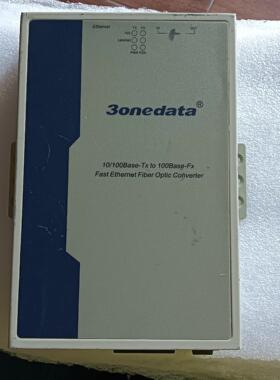 Ethernet
3onedata®
10/100Base-Tx to 100Base-Fx
Fast Ethernet Fiber Optic Converter